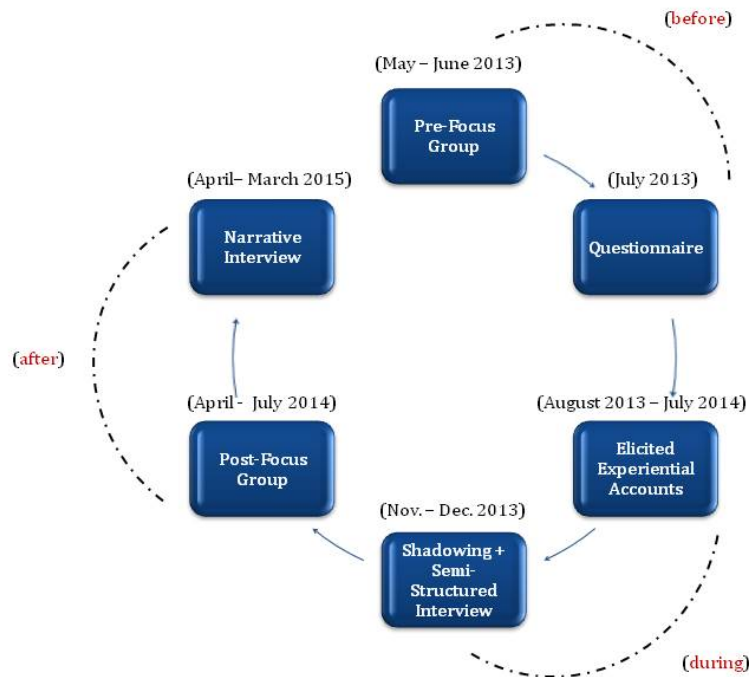 (before)
(May – June 2013)
Pre-Focus
Group
(July 2013)
Questionnaire
(August 2013 – July 2014)
Elicited
Experiential
Accounts
(during)
(Nov. – Dec. 2013)
Shadowing +
Semi-
Structured
Interview
(April - July 2014)
Post-Focus
Group
(after)
(April– March 2015)
Narrative
Interview